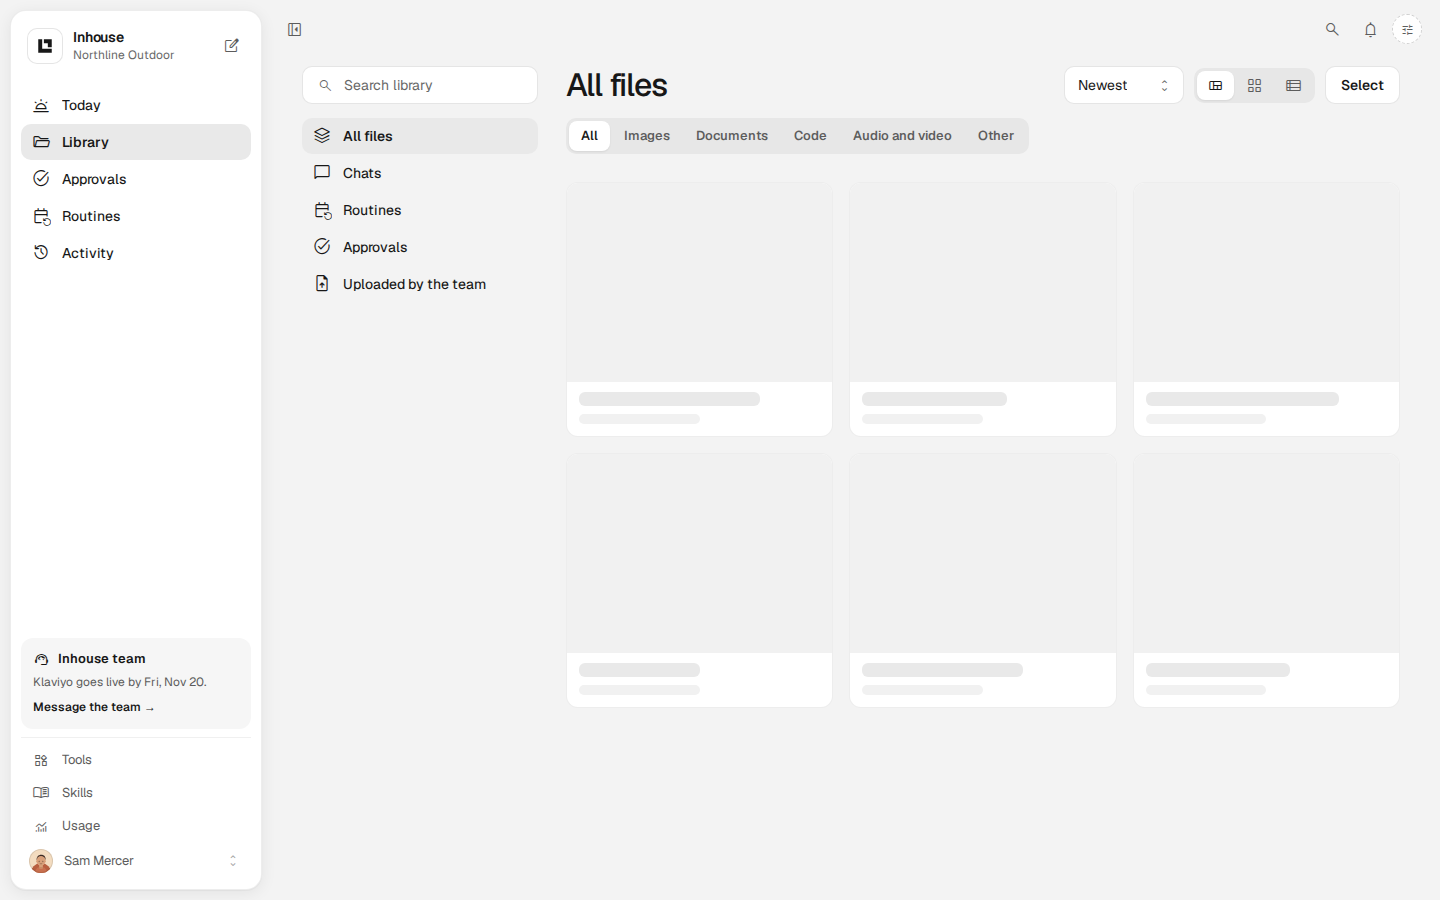 Inhouse
Northline Outdoor
Today
Library
Approvals
Routines
Activity
Inhouse team
Klaviyo goes live by Fri, Nov 20.
Message the team →
Tools
Skills
Usage
Sam Mercer
Search library
All files
Chats
Routines
Approvals
Uploaded by the team
All files
Newest
Select
All
Images
Documents
Code
Audio and video
Other